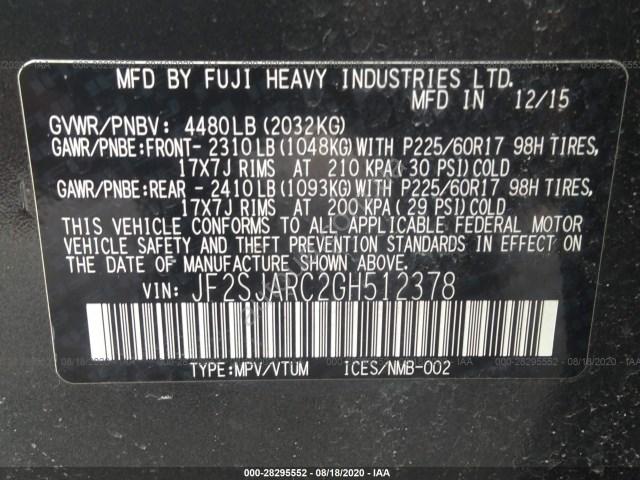 MFD BY FUJI HEAVY INDUSTRIES LTD.
MFD IN 12/15
GVWR/PNBV: 4480LB(2032KG)
GAWR/PNBE:FRONT- 2310LB(1048KG)WITH P225/60R17 98H TIRES,
17X7J RIMS AT 210 KPA(30 PSI)COLD
GAWR/PNBE:REAR - 2410LB(1093KG)WITH P225/60R17 98H TIRES,
17X7J RIMS AT 200 KPA(29 PSI)COLD
THIS VEHICLE CONFORMS TO ALL APPLICABLE FEDERAL MOTOR
VEHICLE SAFETY AND THEFT PREVENTION STANDARDS IN EFFECT ON
THE DATE OF MANUFACTURE SHOWN ABOVE.
VIN: JF2SJARC2GH512378
TYPE:MPV/VTUM ICES/NMB-002
000-28295552 - 08/18/2020 - IAA